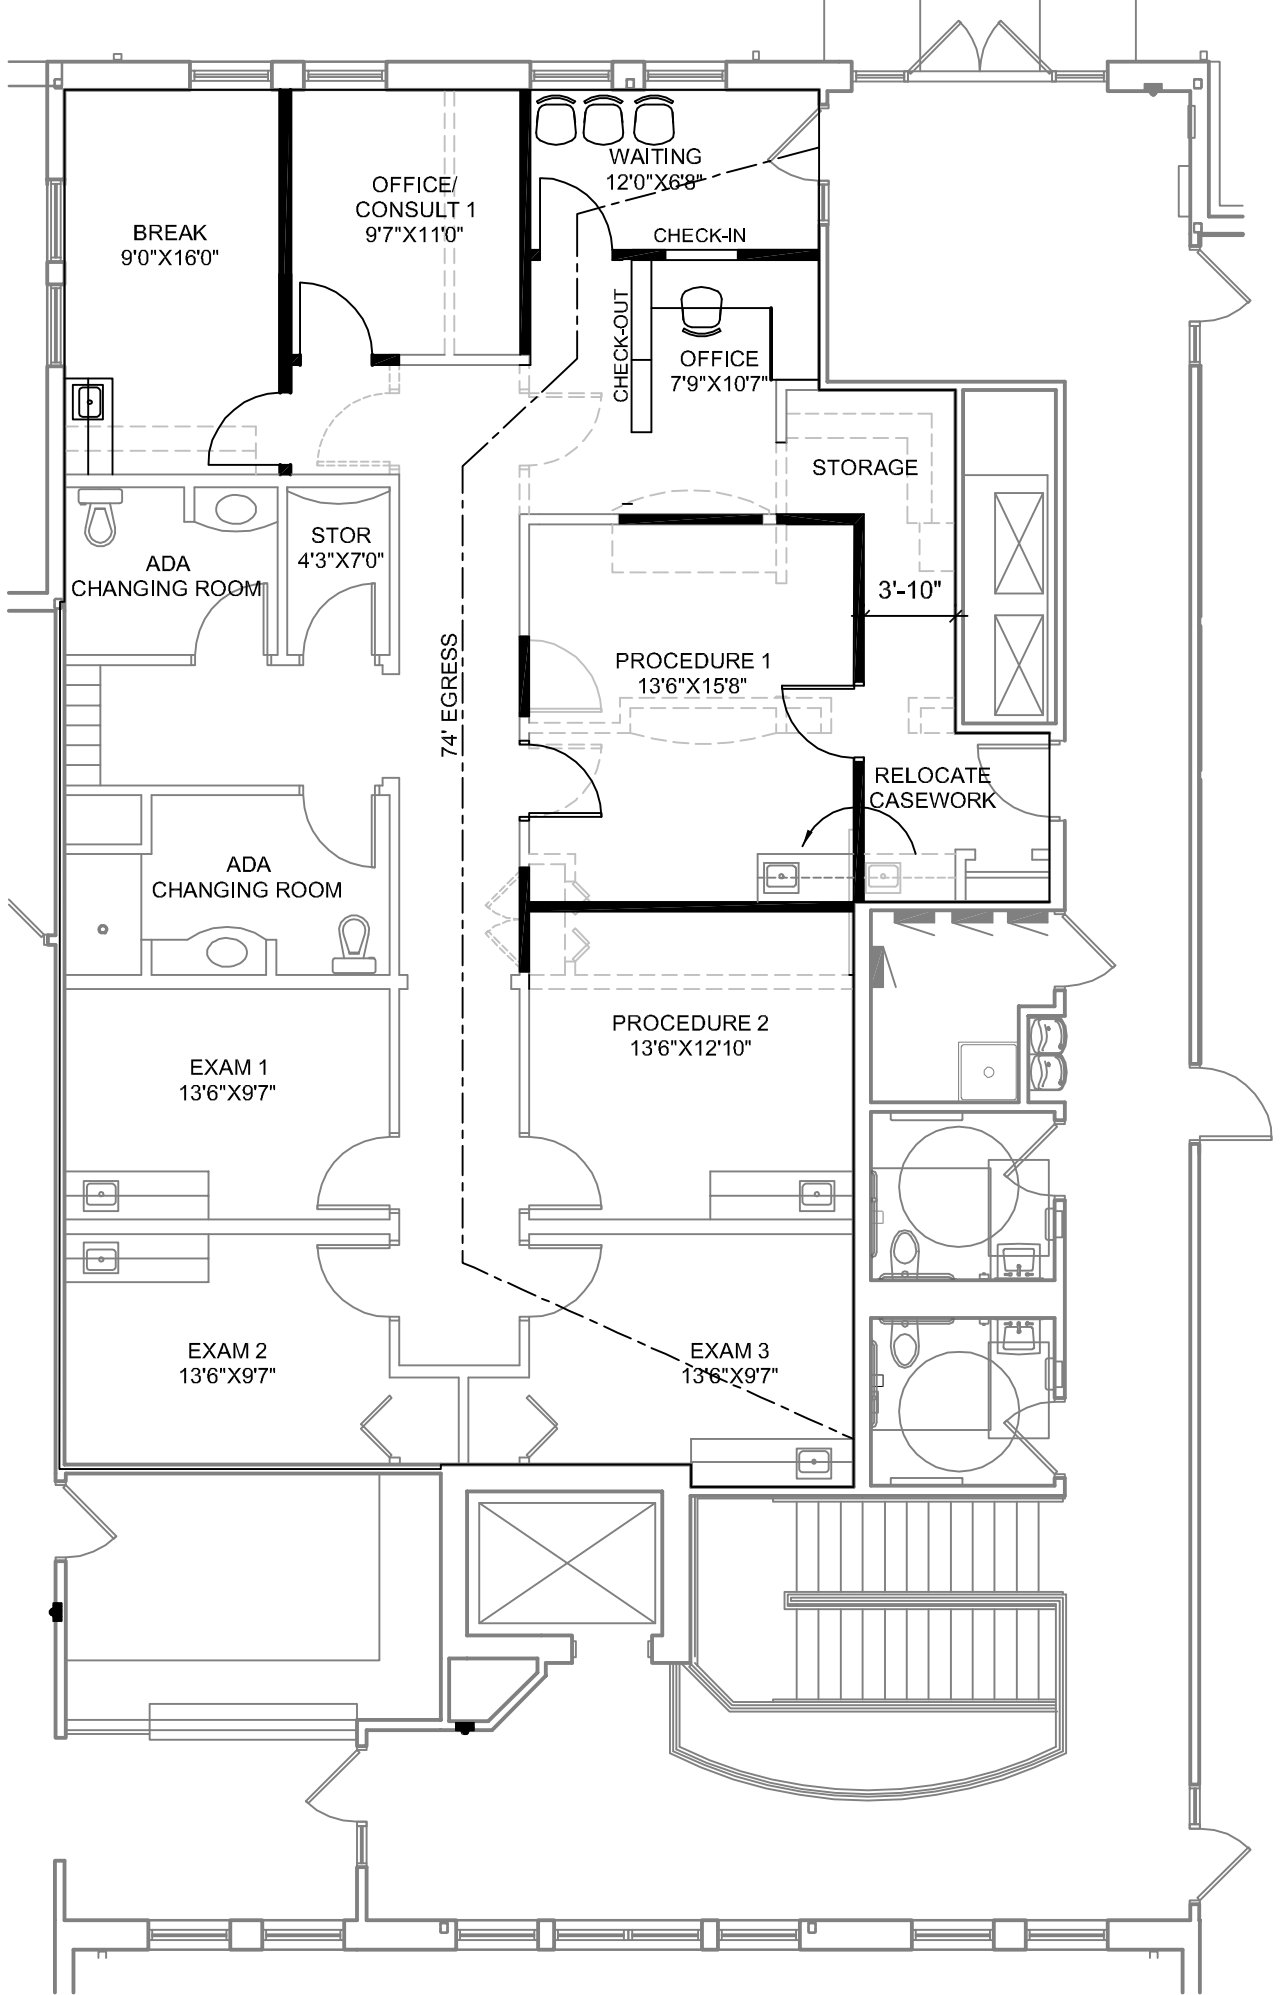 WAITING
12'0"X6'8"
OFFICE/
CONSULT 1
9'7"X11'0"
BREAK
9'0"X16'0"
CHECK-IN
CHECK-OUT
OFFICE
7'9"X10'7"
STORAGE
STOR
4'3"X7'0"
ADA
CHANGING ROOM
3'-10"
74' EGRESS
PROCEDURE 1
13'6"X15'8"
RELOCATE
CASEWORK
ADA
CHANGING ROOM
PROCEDURE 2
13'6"X12'10"
EXAM 1
13'6"X9'7"
EXAM 2
13'6"X9'7"
EXAM 3
13'6"X9'7"